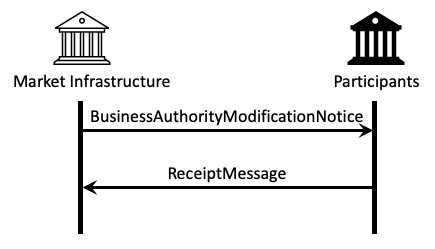 Market Infrastructure
Participants
BusinessAuthorityModificationNotice
ReceiptMessage